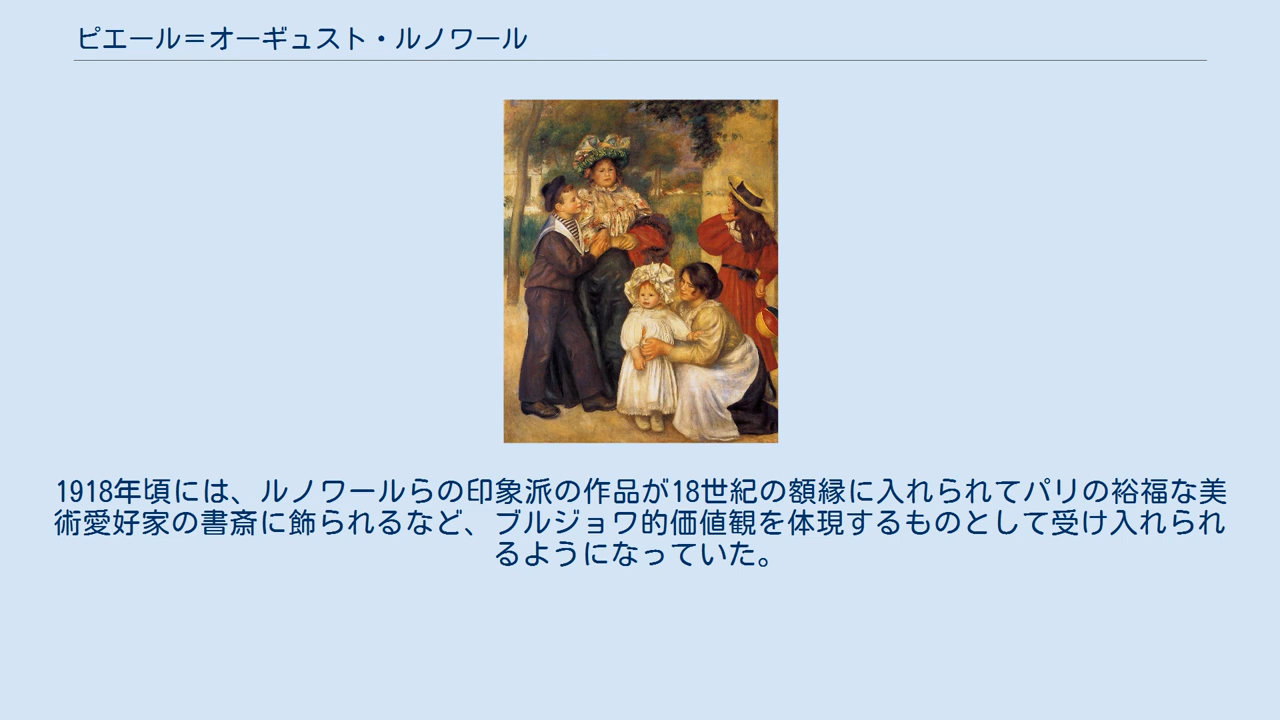 ピエール＝オーギュスト・ルノワール
1918年頃には、ルノワールらの印象派の作品が18世紀の額縁に入れられてパリの裕福な美
術愛好家の書斎に飾られるなど、ブルジョワ的価値観を体現するものとして受け入れられ
るようになっていた。